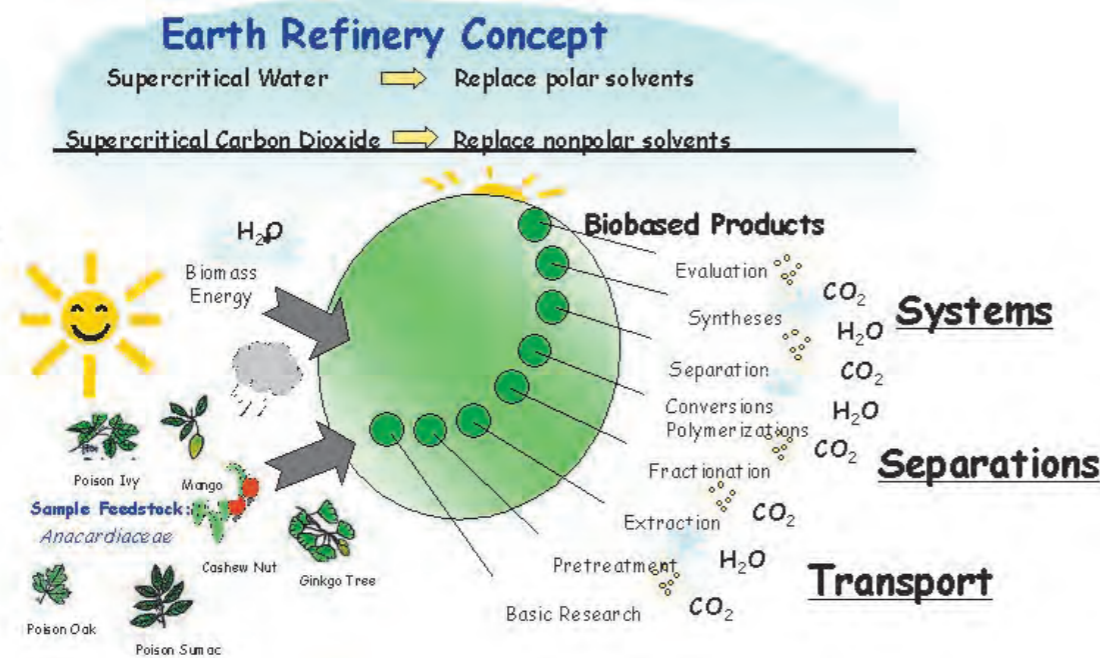 Earth Refinery Concept
Supercritical Water Replace polar solvents
Supercritical Carbon Dioxide Replace nonpolar solvents
H₂O
Biomass
Energy
Biobased Products
Evaluation
CO₂
Syntheses
H₂O
Systems
Separation
CO₂
Conversions
Polymerizations
H₂O
CO₂
Fractionation
Separations
Extraction
CO₂
Pretreatment
H₂O
Basic Research
CO₂
Transport
Poison Ivy
Mango
Sample Feedstock:
Anacardiaceae
Cashew Nut
Ginkgo Tree
Poison Oak
Poison Sumac